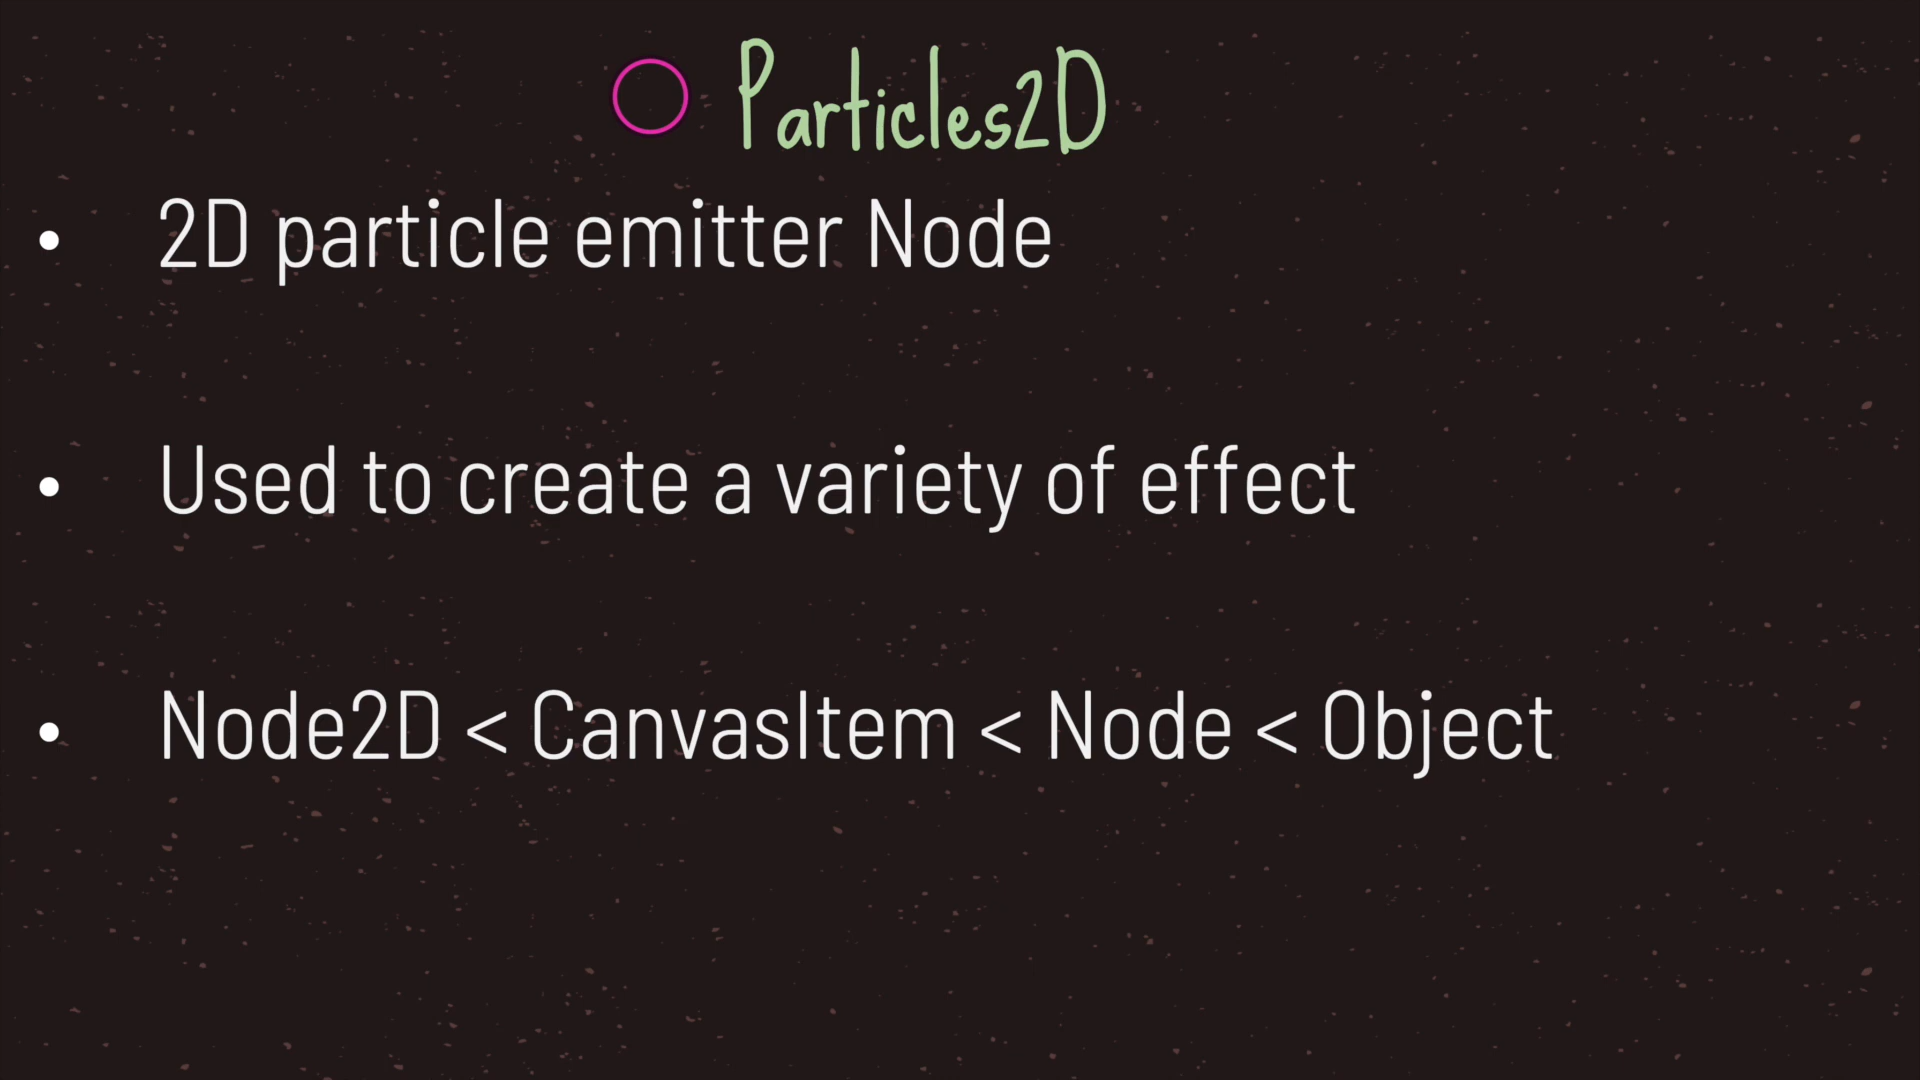 Particles2D
• 2D particle emitter Node
• Used to create a variety of effect
• Node2D < CanvasItem < Node < Object